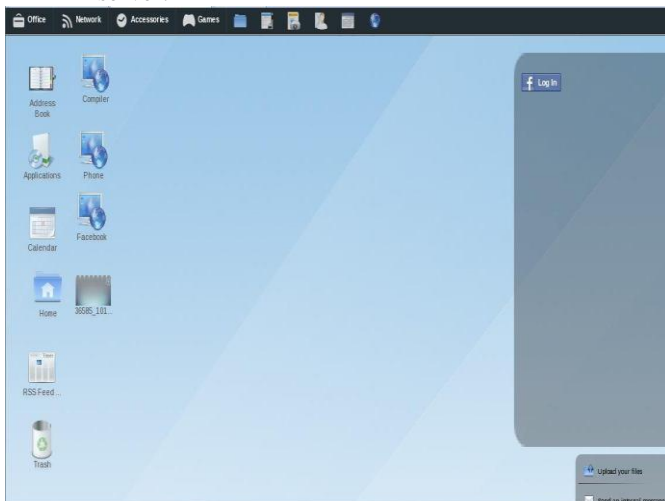 Office Network Accessories Games
Log In
Address
Book
Compiler
Applications
Phone
Calendar
Facebook
Home
36585_101...
RSS Feed ...
Trash
Upload your files